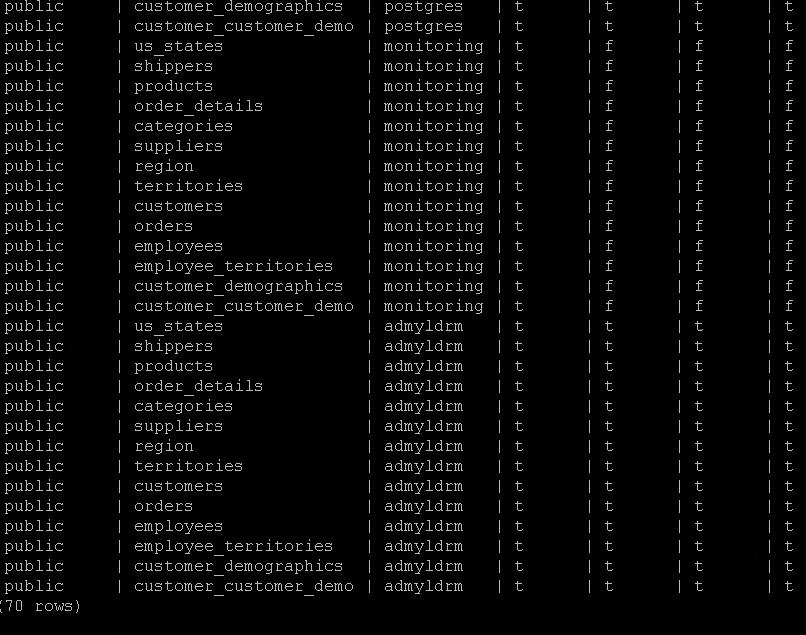 public | customer_demographics | postgres | t | t | t | t
public | customer_customer_demo | postgres | t | t | t | t
public | us_states | monitoring | t | f | f | f
public | shippers | monitoring | t | f | f | f
public | products | monitoring | t | f | f | f
public | order_details | monitoring | t | f | f | f
public | categories | monitoring | t | f | f | f
public | suppliers | monitoring | t | f | f | f
public | region | monitoring | t | f | f | f
public | territories | monitoring | t | f | f | f
public | customers | monitoring | t | f | f | f
public | orders | monitoring | t | f | f | f
public | employees | monitoring | t | f | f | f
public | employee_territories | monitoring | t | f | f | f
public | customer_demographics | monitoring | t | f | f | f
public | customer_customer_demo | monitoring | t | f | f | f
public | us_states | admyldrm | t | t | t | t
public | shippers | admyldrm | t | t | t | t
public | products | admyldrm | t | t | t | t
public | order_details | admyldrm | t | t | t | t
public | categories | admyldrm | t | t | t | t
public | suppliers | admyldrm | t | t | t | t
public | region | admyldrm | t | t | t | t
public | territories | admyldrm | t | t | t | t
public | customers | admyldrm | t | t | t | t
public | orders | admyldrm | t | t | t | t
public | employees | admyldrm | t | t | t | t
public | employee_territories | admyldrm | t | t | t | t
public | customer_demographics | admyldrm | t | t | t | t
public | customer_customer_demo | admyldrm | t | t | t | t
(70 rows)